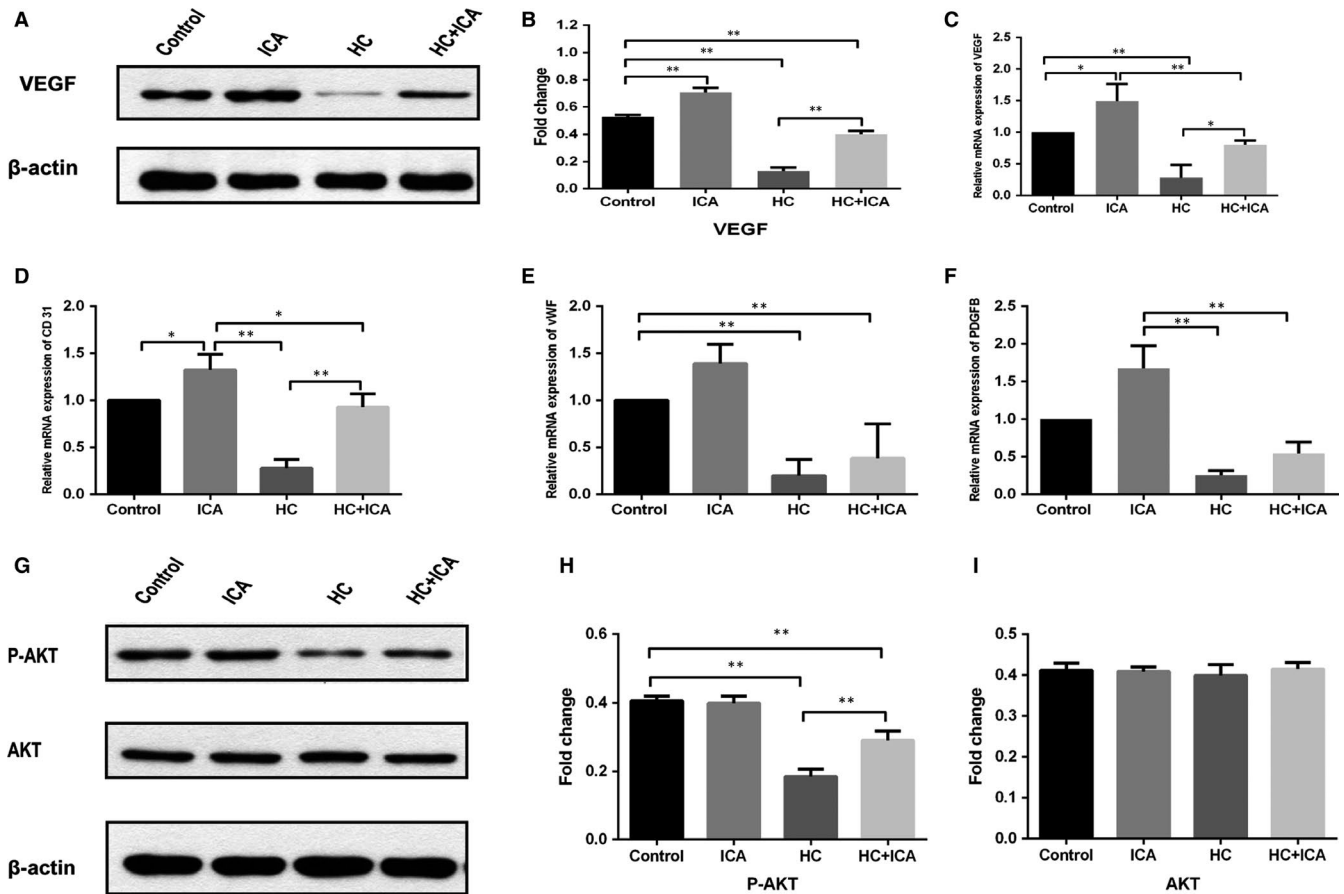 A
Control
ICA
HC
HC+ICA
VEGF
β-actin
B
Fold change
1.2
1.0
0.8
0.6
0.4
0.2
0.0
**
**
**
**
Control
ICA
HC
HC+ICA
VEGF
C
Relative mRNA expression of VEGF
2.5
2.0
1.5
1.0
0.5
0.0
**
*
**
*
Control
ICA
HC
HC+ICA
D
Relative mRNA expression of CD 31
2.0
1.5
1.0
0.5
0.0
*
*
**
**
Control
ICA
HC
HC+ICA
E
Relative mRNA expression of vWF
2.0
1.5
1.0
0.5
0.0
**
**
Control
ICA
HC
HC+ICA
F
Relative mRNA expression of PDGFB
2.5
2.0
1.5
1.0
0.5
0.0
**
**
Control
ICA
HC
HC+ICA
G
Control
ICA
HC
HC+ICA
P-AKT
AKT
β-actin
H
Fold change
0.6
0.4
0.2
0.0
**
**
**
Control
ICA
HC
HC+ICA
P-AKT
I
Fold change
0.5
0.4
0.3
0.2
0.1
0.0
Control
ICA
HC
HC+ICA
AKT